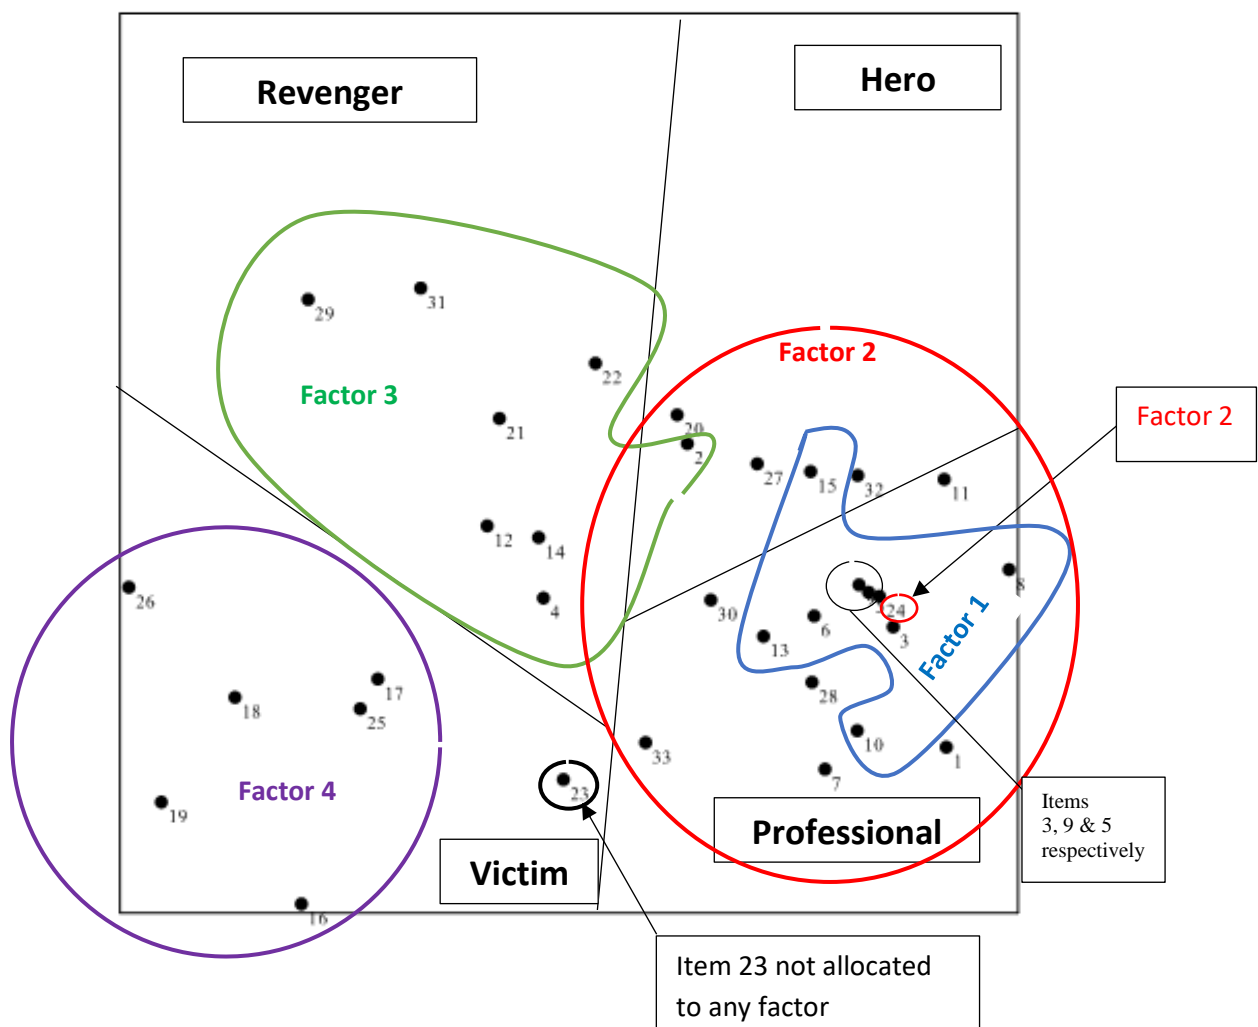 Hero
Revenger
31
29
Factor 2
22
Factor 3
Factor 2
20
21
2
27
15
32
11
12
14
8
26
4
30
24
6
3
13
Factor 1
17
28
18
25
10
33
1
7
Factor 4
23
19
Items
3, 9 & 5
respectively
Professional
Victim
16
Item 23 not allocated
to any factor